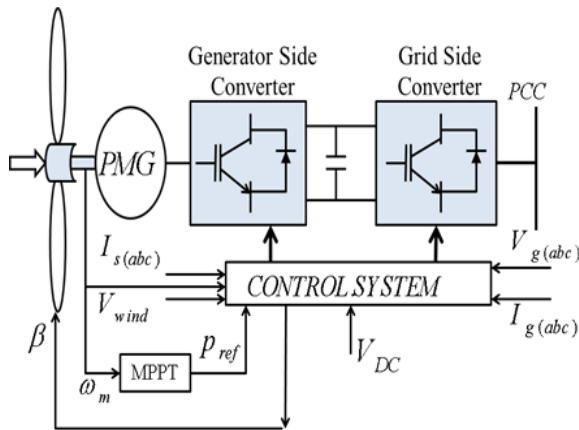 Generator Side
Converter
Grid Side
Converter
PCC
PMG
I s(abc)
V wind
CONTROL SYSTEM
V g(abc)
I g(abc)
β
ω m
MPPT
p ref
V DC